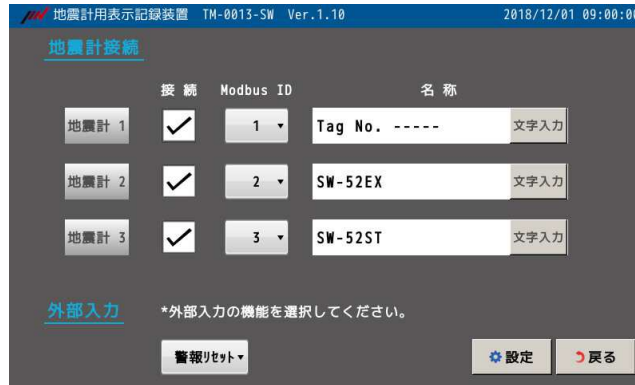 地震計用表示記録装置 TM-0013-SW Ver.1.10 2018/12/01 09:00:00
地震計接続
接 続 Modbus ID 名 称
地震計 1 1 Tag No. ----- 文字入力
地震計 2 2 SW-52EX 文字入力
地震計 3 3 SW-52ST 文字入力
外部入力 *外部入力の機能を選択してください。
警報リセット 設定 戻る